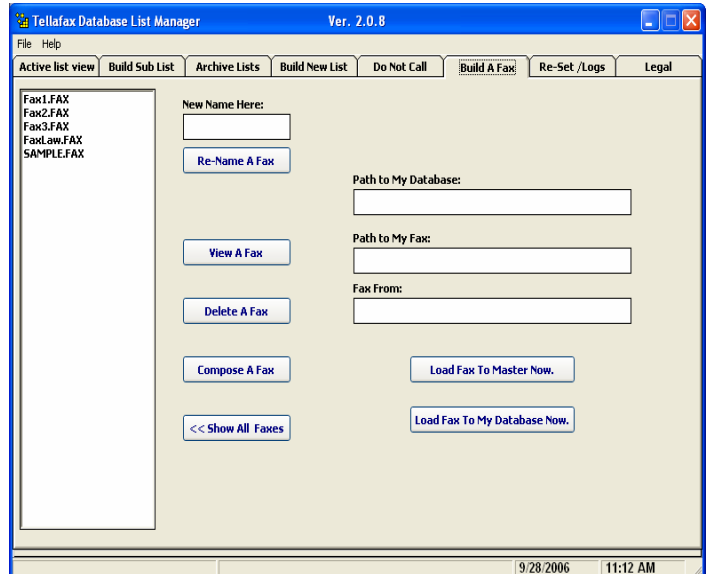 Tellafax Database List Manager Ver. 2.0.8
File Help
Active list view Build Sub List Archive Lists Build New List Do Not Call Build A Fax Re-Set /Logs Legal
Fax1.FAX
Fax2.FAX
Fax3.FAX
FaxLaw.FAX
SAMPLE.FAX
New Name Here:
Re-Name A Fax
Path to My Database:
Path to My Fax:
View A Fax
Fax From:
Delete A Fax
Compose A Fax
Load Fax To Master Now.
<< Show All Faxes
Load Fax To My Database Now.
9/28/2006 11:12 AM